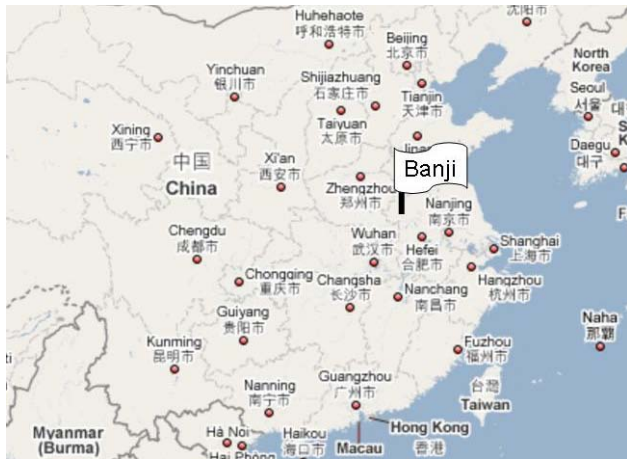 沈阳市
Huhehaote
呼和浩特市
Beijing
北京市
North
Korea
Yinchuan
银川市
Shijiazhuang
石家庄市
Tianjin
天津市
Seoul
서울
Taiyuan
太原市
Jinan
Xining
西宁市
Daegu
대구
中国
China
Xi'an
西安市
Banji
Zhengzhou
郑州市
Nanjing
南京市
Chengdu
成都市
Wuhan
武汉市
Hefei
合肥市
Shanghai
上海市
Chongqing
重庆市
Changsha
长沙市
Nanchang
南昌市
Hangzhou
杭州市
Guiyang
贵阳市
Naha
那覇
Kunming
昆明市
Fuzhou
福州市
Guangzhou
广州市
台灣
Taiwan
Nanning
南宁市
Hà Nội
Haikou
海口市
Hong Kong
香港
Macau
Myanmar
(Burma)
Hai Phòng